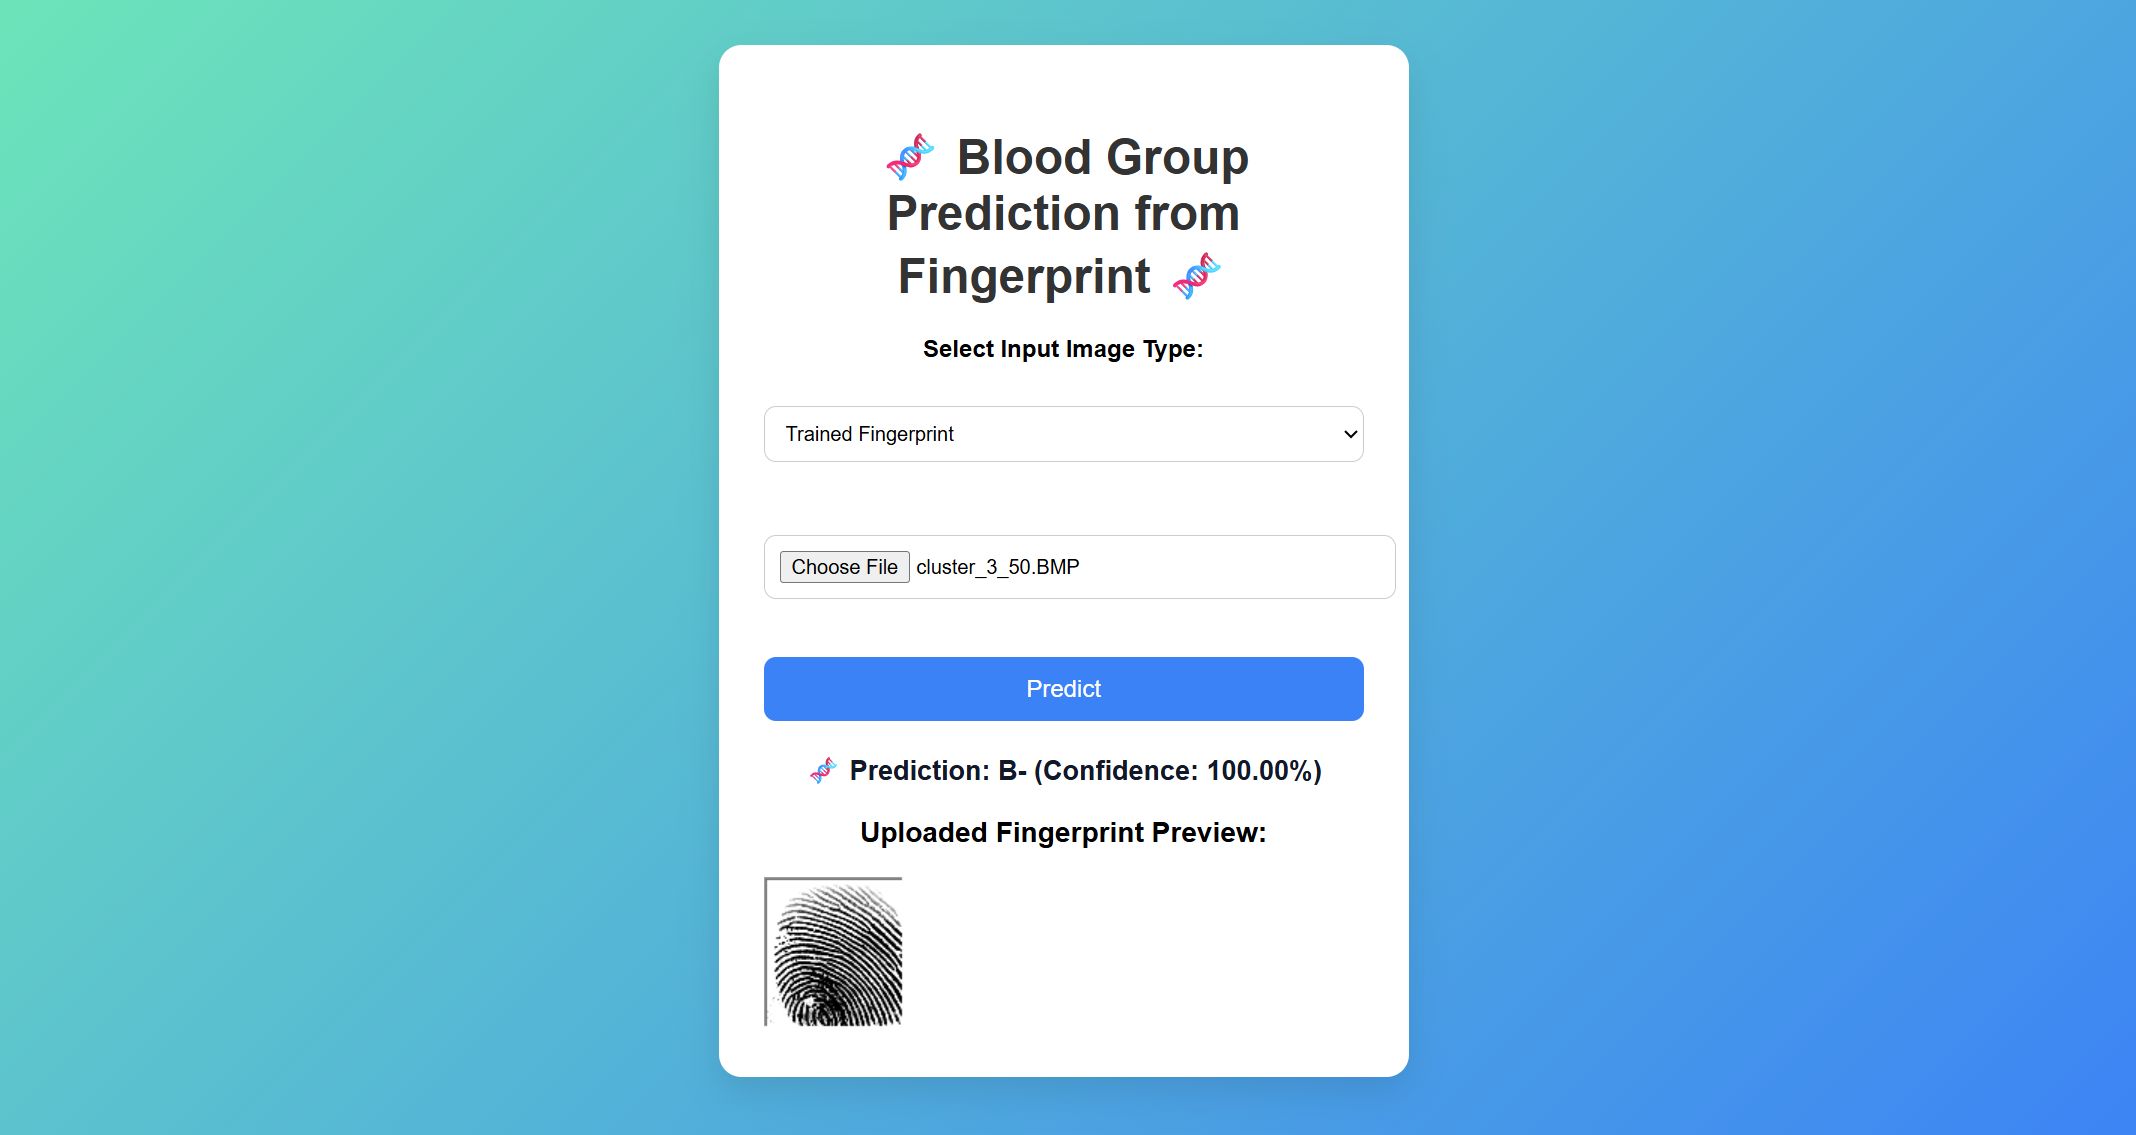 🧬 Blood Group
Prediction from
Fingerprint 🧬
Select Input Image Type:
Trained Fingerprint
Choose File cluster_3_50.BMP
Predict
🧬 Prediction: B- (Confidence: 100.00%)
Uploaded Fingerprint Preview: